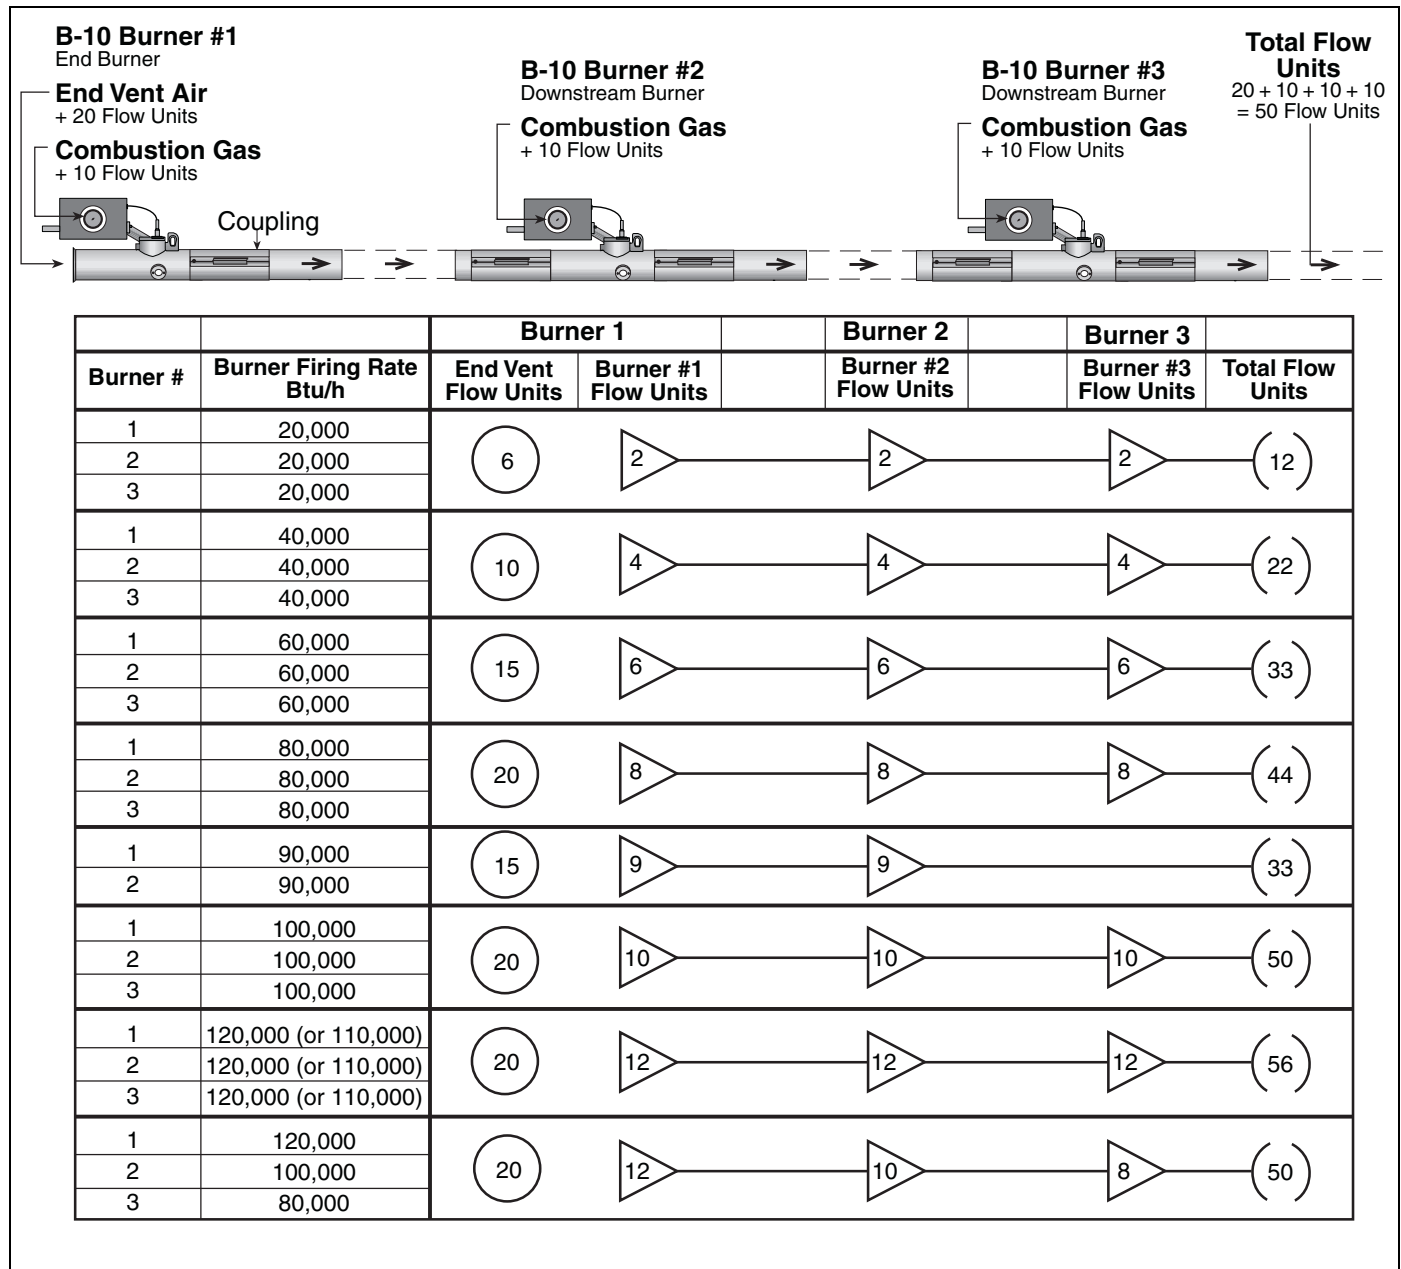 B-10 Burner #1
End Burner
End Vent Air
+ 20 Flow Units
Combustion Gas
+ 10 Flow Units
Coupling
B-10 Burner #2
Downstream Burner
Combustion Gas
+ 10 Flow Units
B-10 Burner #3
Downstream Burner
Combustion Gas
+ 10 Flow Units
Total Flow
Units
20 + 10 + 10 + 10
= 50 Flow Units
Burner 1 Burner 2 Burner 3
Burner # Burner Firing Rate Btu/h End Vent Flow Units Burner #1 Flow Units Burner #2 Flow Units Burner #3 Flow Units Total Flow Units
1 20,000
2 20,000 6 2 2 2 12
3 20,000
1 40,000
2 40,000 10 4 4 4 22
3 40,000
1 60,000
2 60,000 15 6 6 6 33
3 60,000
1 80,000
2 80,000 20 8 8 8 44
3 80,000
1 90,000 15 9 9 33
2 90,000
1 100,000
2 100,000 20 10 10 10 50
3 100,000
1 120,000 (or 110,000)
2 120,000 (or 110,000) 20 12 12 12 56
3 120,000 (or 110,000)
1 120,000
2 100,000 20 12 10 8 50
3 80,000